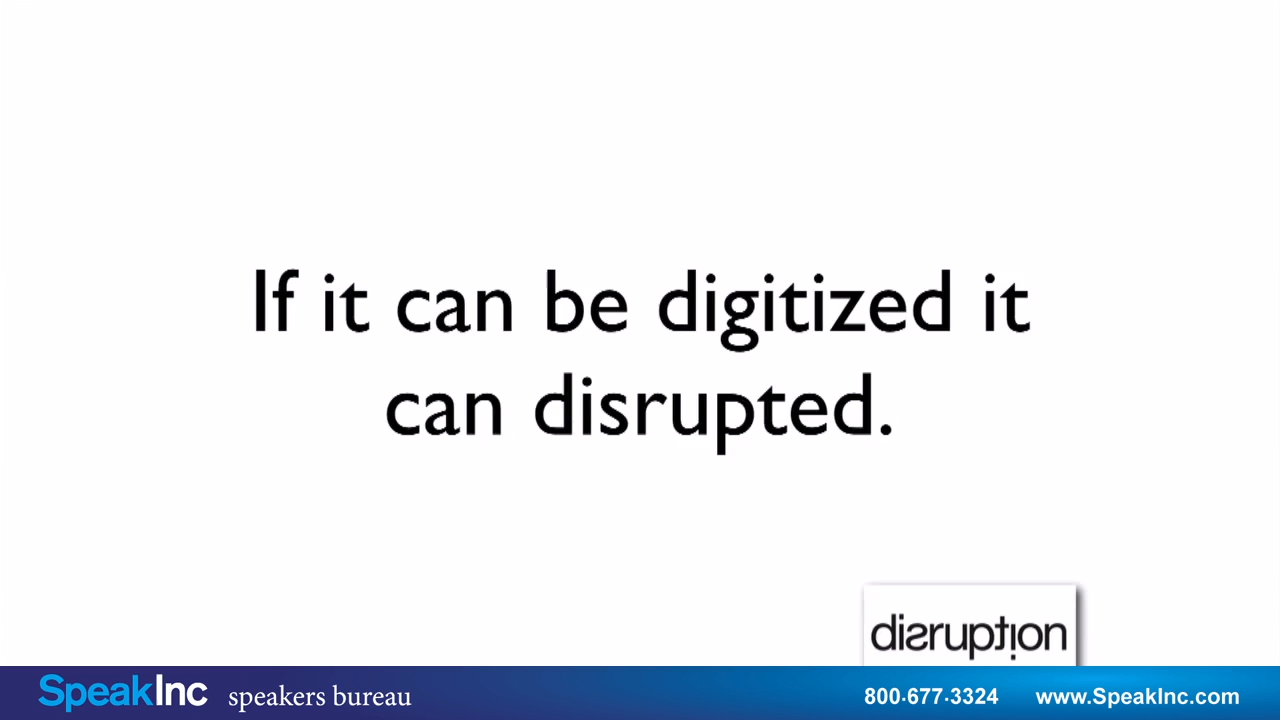 If it can be digitized it
can disrupted.
disruption
SpeakInc speakers bureau 800-677-3324 www.SpeakInc.com